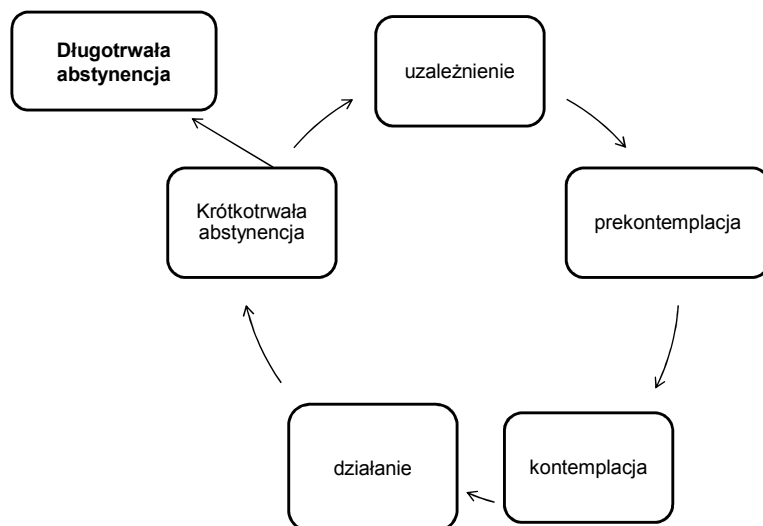 Długotrwała
abstynencja
uzależnienie
Krótkotrwała
abstynencja
prekontemplacja
działanie
kontemplacja